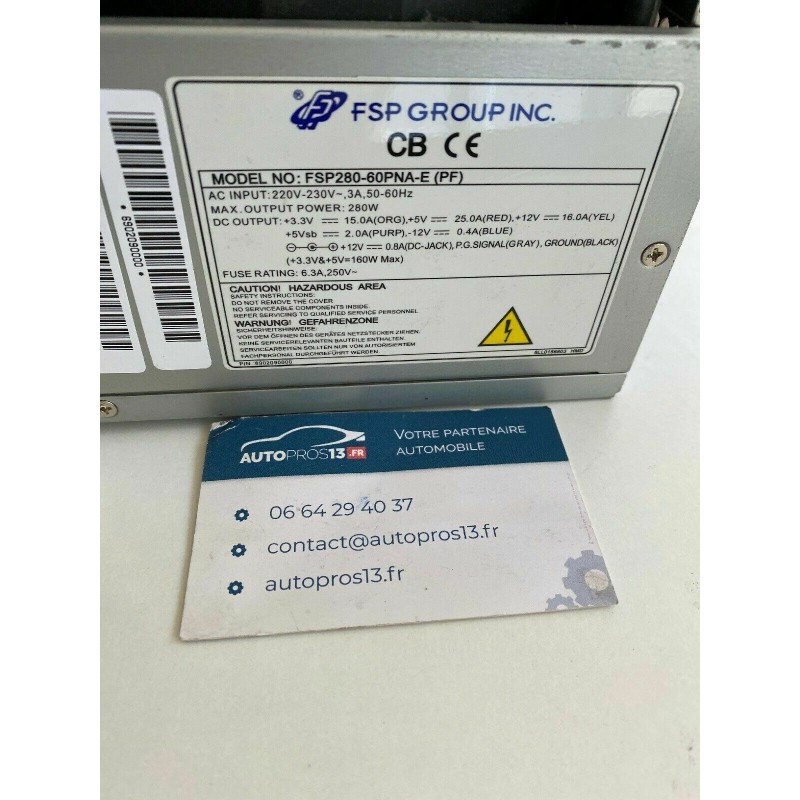 ® FSP GROUP INC.
CB CE
MODEL NO: FSP280-60PNA-E (PF)
AC INPUT: 220V-230V~,3A,50-60Hz
MAX. OUTPUT POWER: 280W
DC OUTPUT: +3.3V ⎓ 15.0A(ORG),+5V ⎓ 25.0A(RED),+12V ⎓ 16.0A(YEL)
+5Vsb ⎓ 2.0A(PURP),-12V ⎓ 0.4A(BLUE)
+12V ⎓ 0.8A(DC-JACK), P.G.SIGNAL(GRAY), GROUND(BLACK)
(+3.3V&+5V=160W Max)
FUSE RATING: 6.3A,250V~
CAUTION! HAZARDOUS AREA
SAFETY INSTRUCTIONS:
DO NOT REMOVE THE COVER
NO SERVICEABLE COMPONENTS INSIDE.
REFER SERVICING TO QUALIFIED SERVICE PERSONNEL
WARNUNG! GEFAHRENZONE
SICHERHEITSHINWEIS:
VOR DEM ÖFFNEN DES GERÄTES NETZSTECKER ZIEHEN:
KEINE SERVICERELEVANTEN BAUTEILE ENTHALTEN.
SERVICEARBEITEN SOLLTEN NUR VON AUTORISIERTEM
FACHPERSONAL DURCHGEFÜHRT WERDEN.
P/N: 6902090000
6902090000
AUTOPROS13.FR
VOTRE PARTENAIRE
AUTOMOBILE
06 64 29 40 37
contact@autopros13.fr
autopros13.fr